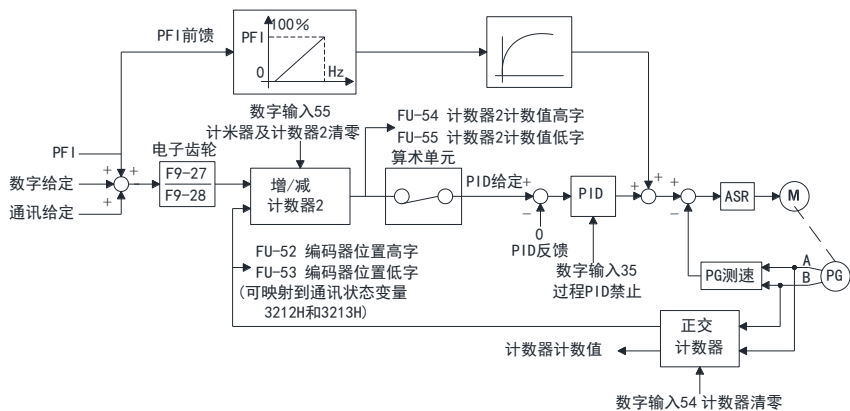 PFI前馈
100%
PFI
0
Hz
数字输入55
计米器及计数器2清零
FU-54 计数器2计数值高字
FU-55 计数器2计数值低字
PFI
数字给定
通讯给定
+
+
+
-
电子齿轮
F9-27
F9-28
增/减
计数器2
算术单元
PID给定
+
-
0
PID反馈
PID
数字输入35
过程PID禁止
+
+
+
-
ASR
M
PG测速
A
B
PG
FU-52 编码器位置高字
FU-53 编码器位置低字
(可映射到通讯状态变量
3212H和3213H)
正交
计数器
计数器计数值
数字输入54 计数器清零